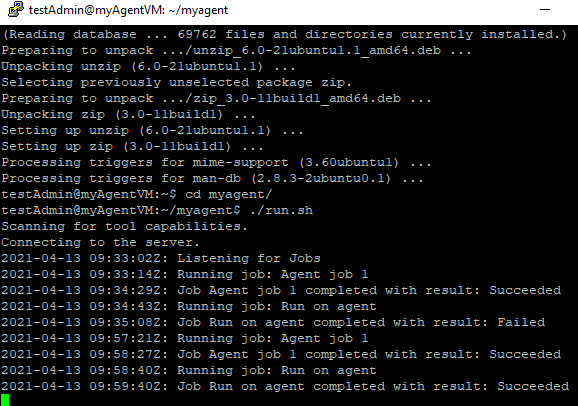 testAdmin@myAgentVM: ~/myagent
(Reading database ... 69762 files and directories currently installed.)
Preparing to unpack .../unzip_6.0-21ubuntu1.1_amd64.deb ...
Unpacking unzip (6.0-21ubuntu1.1) ...
Selecting previously unselected package zip.
Preparing to unpack .../zip_3.0-11build1_amd64.deb ...
Unpacking zip (3.0-11build1) ...
Setting up unzip (6.0-21ubuntu1.1) ...
Setting up zip (3.0-11build1) ...
Processing triggers for mime-support (3.60ubuntu1) ...
Processing triggers for man-db (2.8.3-2ubuntu0.1) ...
testAdmin@myAgentVM:~$ cd myagent/
testAdmin@myAgentVM:~/myagent$ ./run.sh
Scanning for tool capabilities.
Connecting to the server.
2021-04-13 09:33:02Z: Listening for Jobs
2021-04-13 09:33:14Z: Running job: Agent job 1
2021-04-13 09:34:29Z: Job Agent job 1 completed with result: Succeeded
2021-04-13 09:34:43Z: Running job: Run on agent
2021-04-13 09:35:08Z: Job Run on agent completed with result: Failed
2021-04-13 09:57:21Z: Running job: Agent job 1
2021-04-13 09:58:27Z: Job Agent job 1 completed with result: Succeeded
2021-04-13 09:58:40Z: Running job: Run on agent
2021-04-13 09:59:40Z: Job Run on agent completed with result: Succeeded